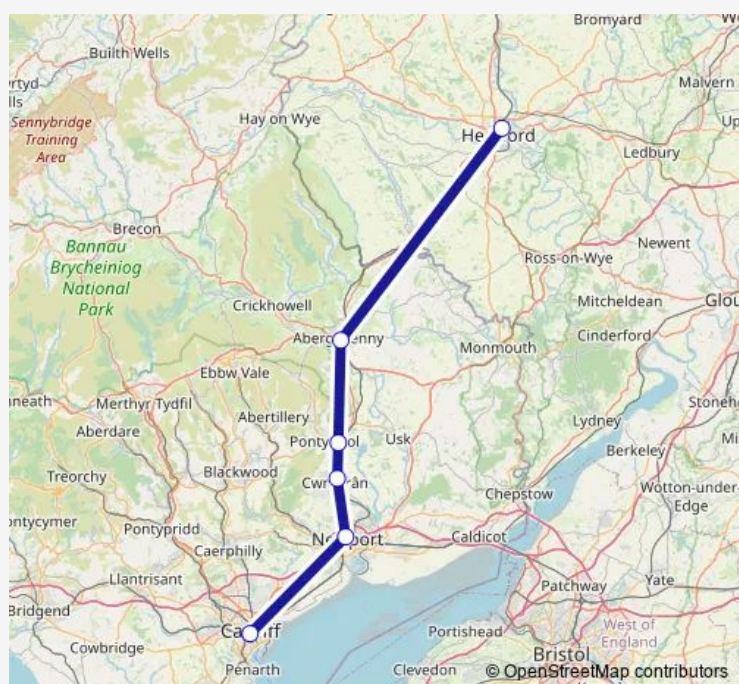 Bromyard
Builth Wells
Malvern
Sennybridge
Training
Area
Hay on Wye
Ledbury
Brecon
Newent
Bannau
Brycheiniog
National
Park
Ross-on-Wye
Mitcheldean
Crickhowell
Cinderford
Monmouth
Ebbw Vale
Merthyr Tydfil
Abertillery
Lydney
Aberdare
Usk
Berkeley
Blackwood
Treorchy
Chepstow
Wotton-under-
Edge
Pontypridd
Caldicot
Caerphilly
Llantrisant
Patchway
Yate
Bridgend
West of
England
Portishead
Cowbridge
Bristol
Penarth
Clevedon
© OpenStreetMap contributors